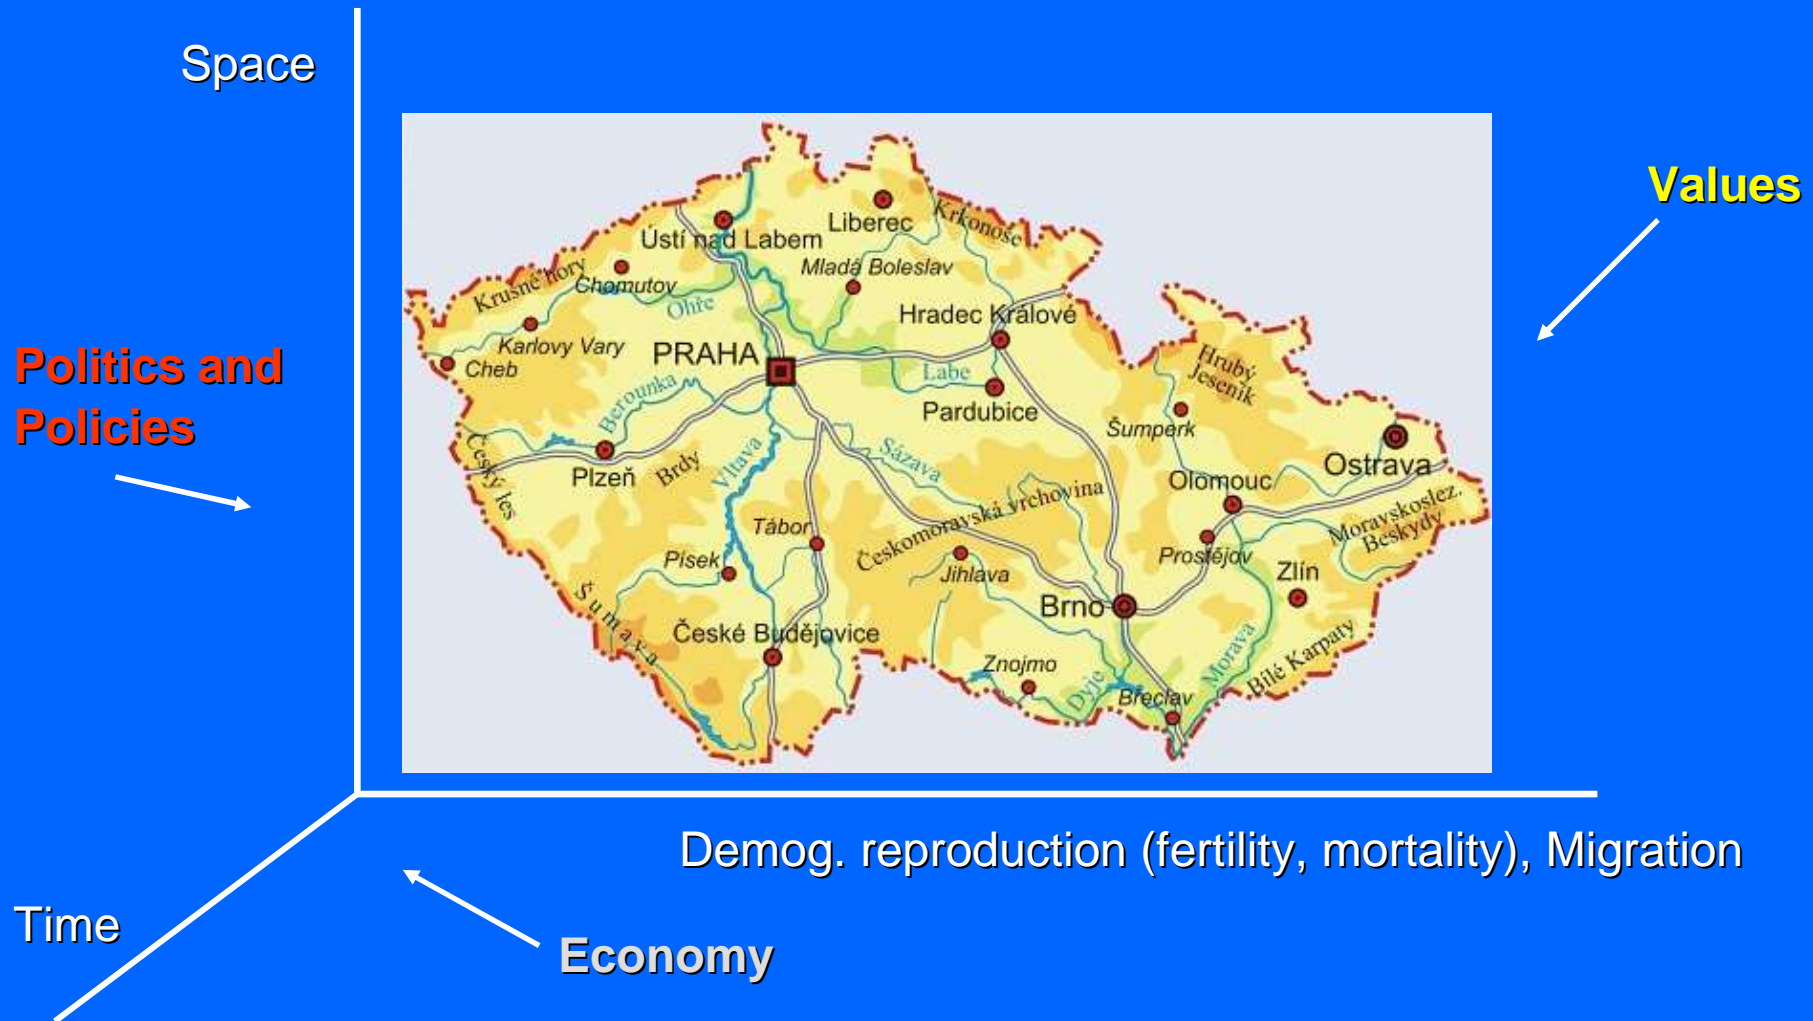 Space
Values
Liberec
Krkonoše
Ústí nad Labem
Mladá Boleslav
Krušné hory
Chomutov
Ohře
Hradec Králové
Karlovy Vary
PRAHA
Cheb
Labe
Hrubý
Jeseník
Politics and
Policies
Berounka
Pardubice
Šumperk
Český les
Plzeň
Brdy
Vltava
Sázava
Ostrava
Olomouc
Českomoravská vrchovina
Moravskoslez.
Beskydy
Tábor
Písek
Jihlava
Prostějov
Zlín
Brno
Šumava
České Budějovice
Znojmo
Dyje
Břeclav
Morava
Bílé Karpaty
Demog. reproduction (fertility, mortality), Migration
Time
Economy